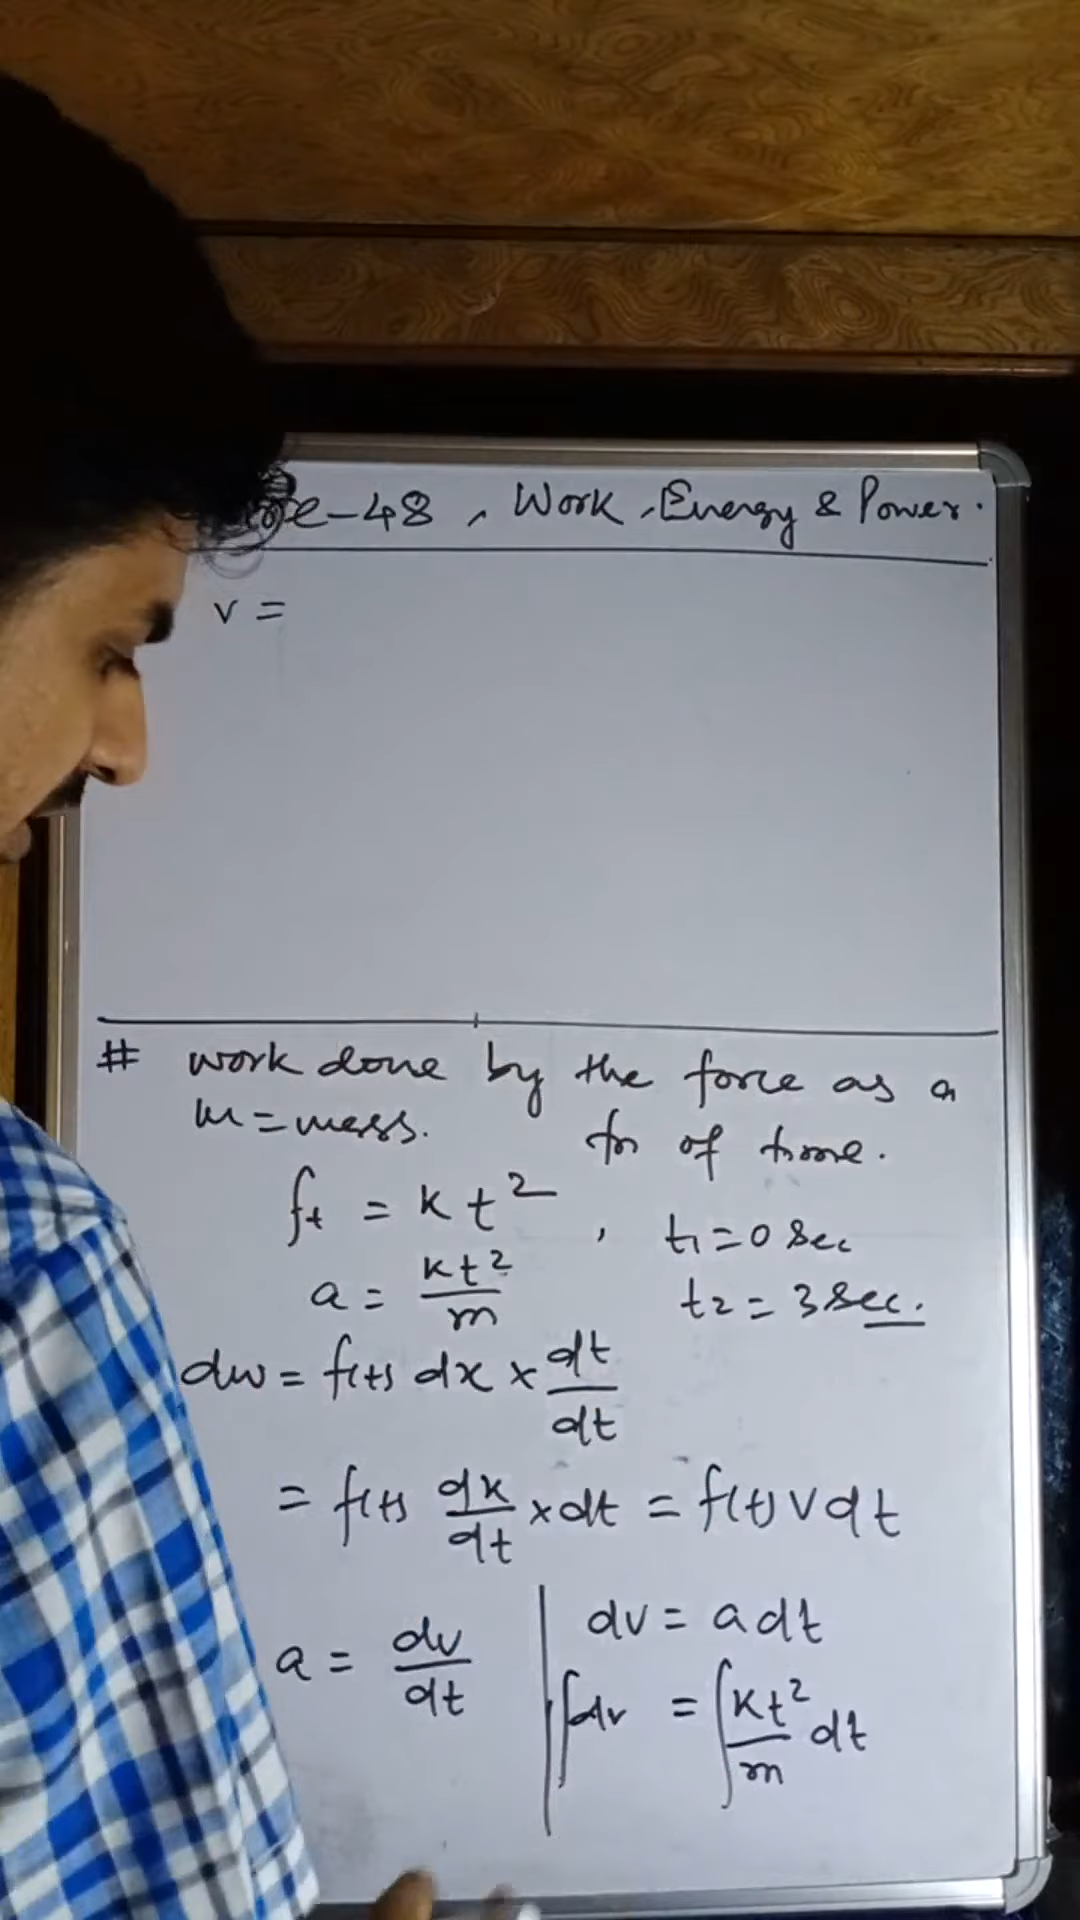 -48, Work, Energy & Power.
v =
# work done by the force as a
m = mass. fn of time.
ft = kt² , t1 = 0 sec
a = kt²/m t2 = 3 sec.
dw = f(t) dx × dt/dt
= f(t) dx/dt × dt = f(t) v dt
a = dv/dt | dv = a dt
∫dv = ∫ kt²/m dt